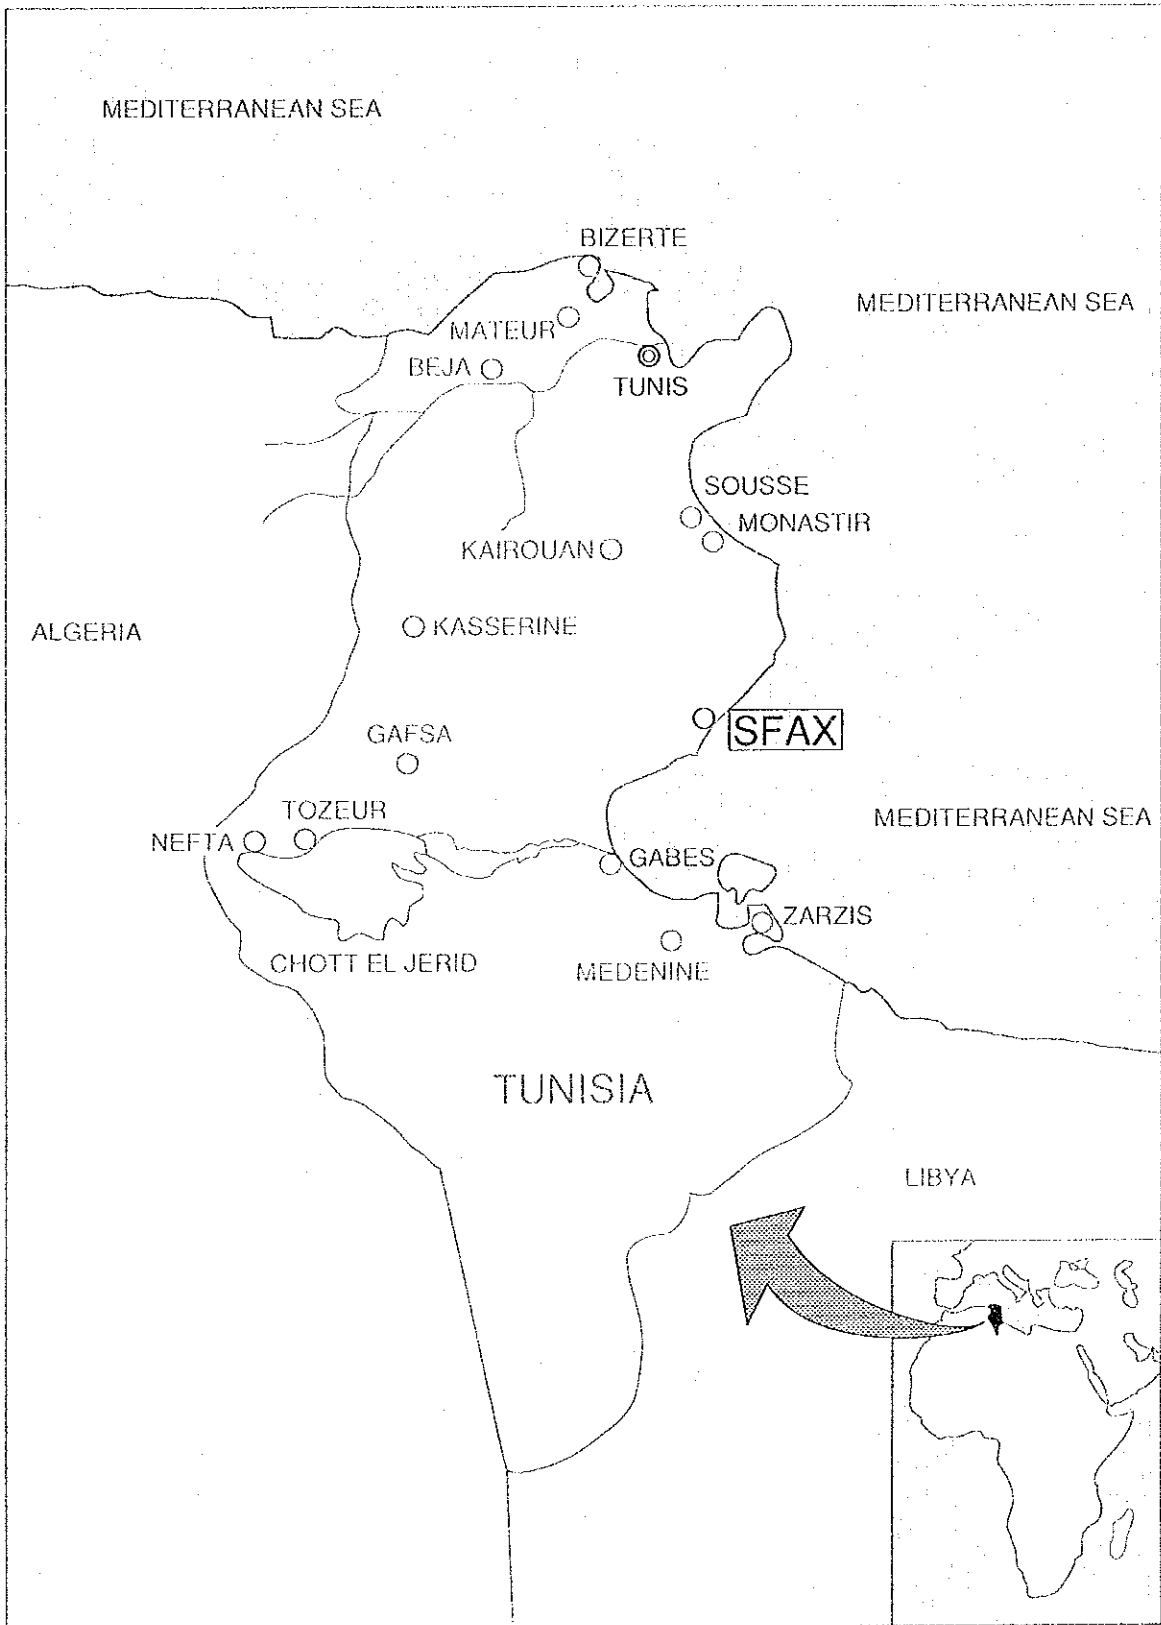 MEDITERRANEAN SEA
BIZERTE
MEDITERRANEAN SEA
MATEUR
BEJA
TUNIS
SOUSSE
MONASTIR
KAIROUAN
ALGERIA
KASSERINE
SFAX
GAFSA
TOZEUR
MEDITERRANEAN SEA
NEFTA
GABES
ZARZIS
CHOTT EL JERID
MEDENINE
TUNISIA
LIBYA